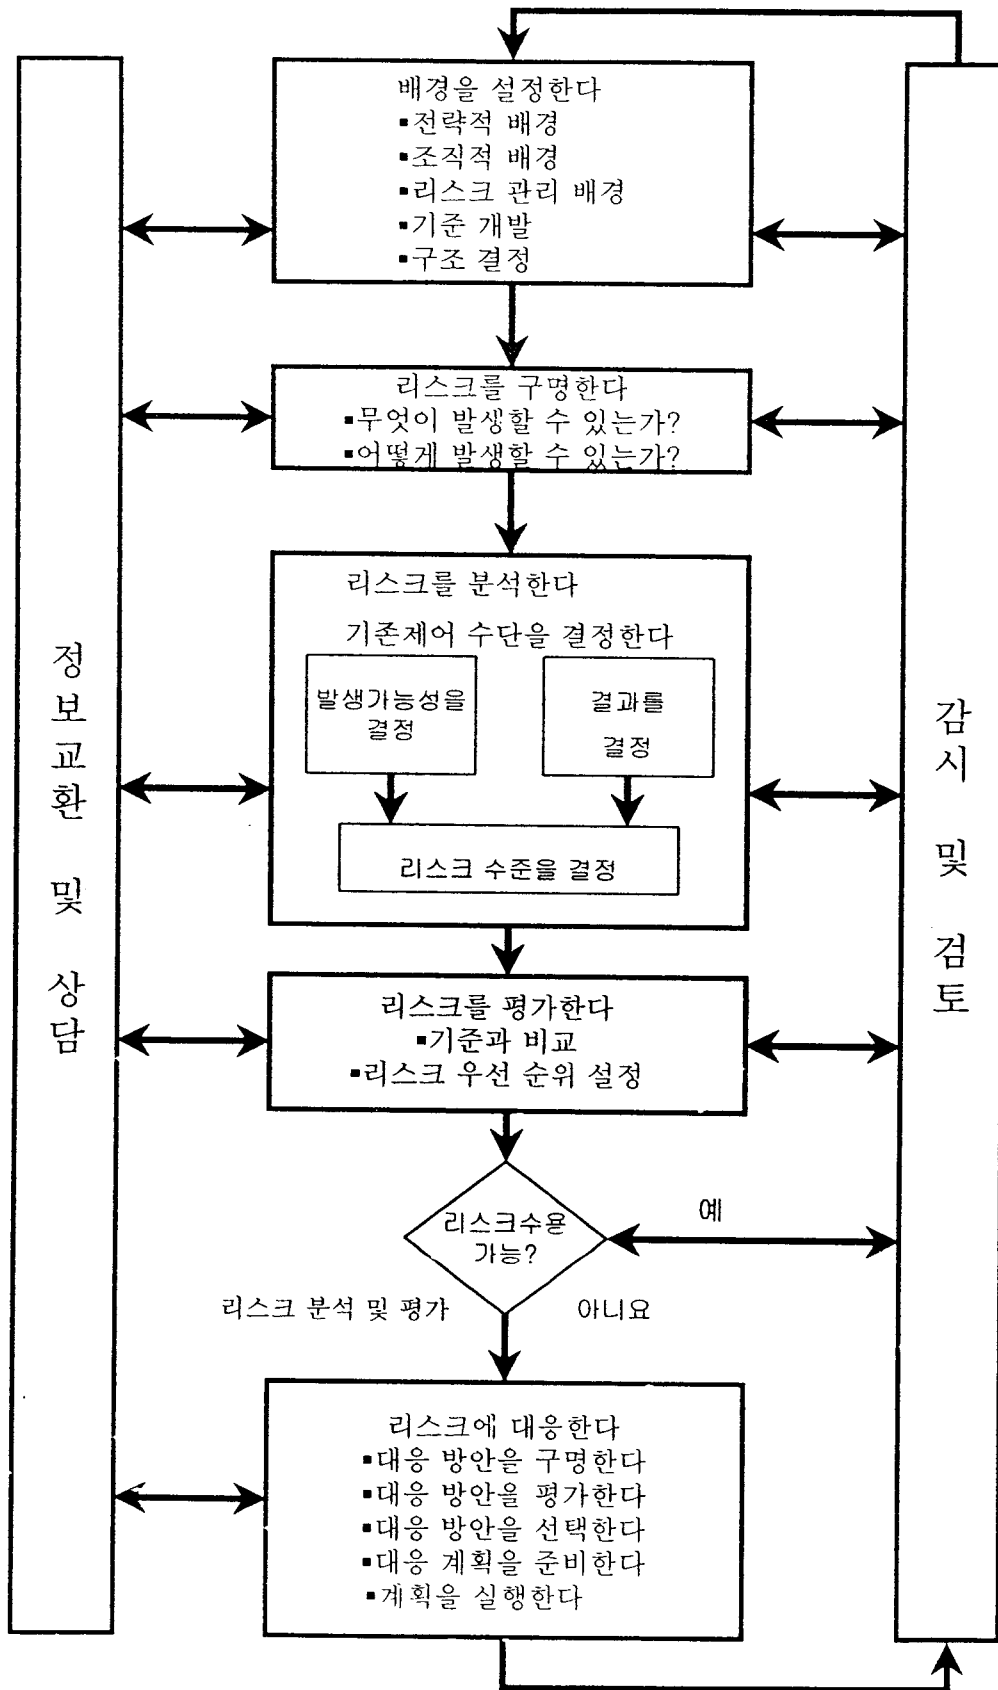 배경을 설정한다
▪전략적 배경
▪조직적 배경
▪리스크 관리 배경
▪기준 개발
▪구조 결정
리스크를 구명한다
▪무엇이 발생할 수 있는가?
▪어떻게 발생할 수 있는가?
리스크를 분석한다
기존제어 수단을 결정한다
발생가능성을
결정
결과를
결정
리스크 수준을 결정
리스크를 평가한다
▪기준과 비교
▪리스크 우선 순위 설정
리스크수용
가능?
예
리스크 분석 및 평가
아니요
리스크에 대응한다
▪대응 방안을 구명한다
▪대응 방안을 평가한다
▪대응 방안을 선택한다
▪대응 계획을 준비한다
▪계획을 실행한다
정보교환 및 상담
감시 및 검토